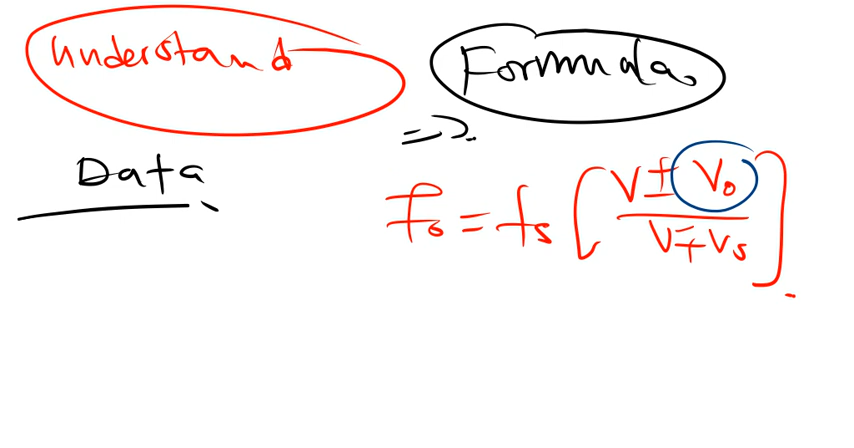 Understand
Formula
=>
Data
fo = fs [ V ± Vo / V ∓ Vs ]